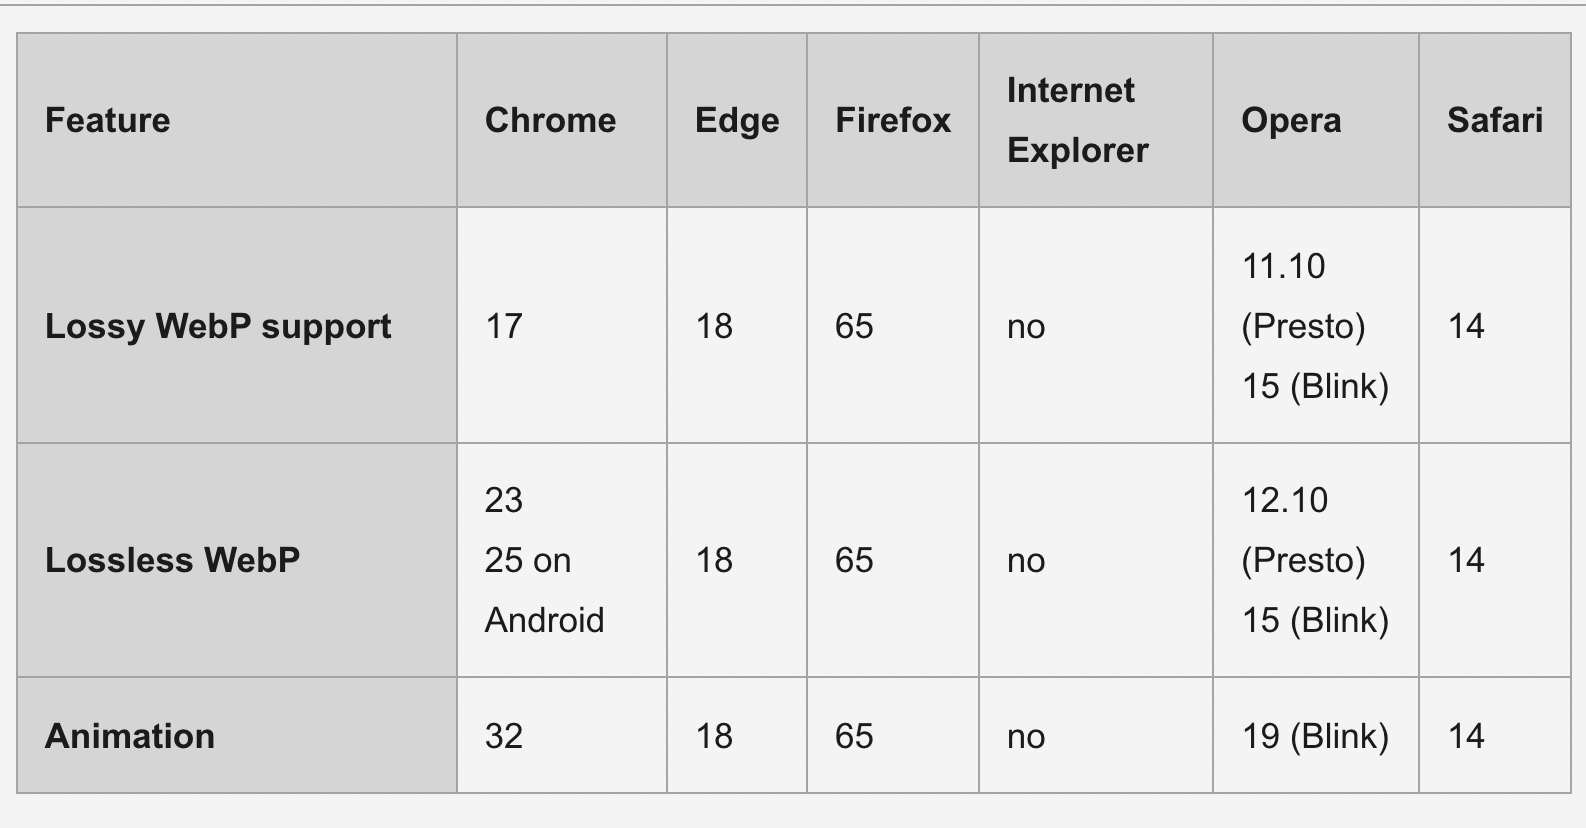 Feature Chrome Edge Firefox Internet Explorer Opera Safari
Lossy WebP support 17 18 65 no 11.10 (Presto) 15 (Blink) 14
Lossless WebP 23 25 on Android 18 65 no 12.10 (Presto) 15 (Blink) 14
Animation 32 18 65 no 19 (Blink) 14